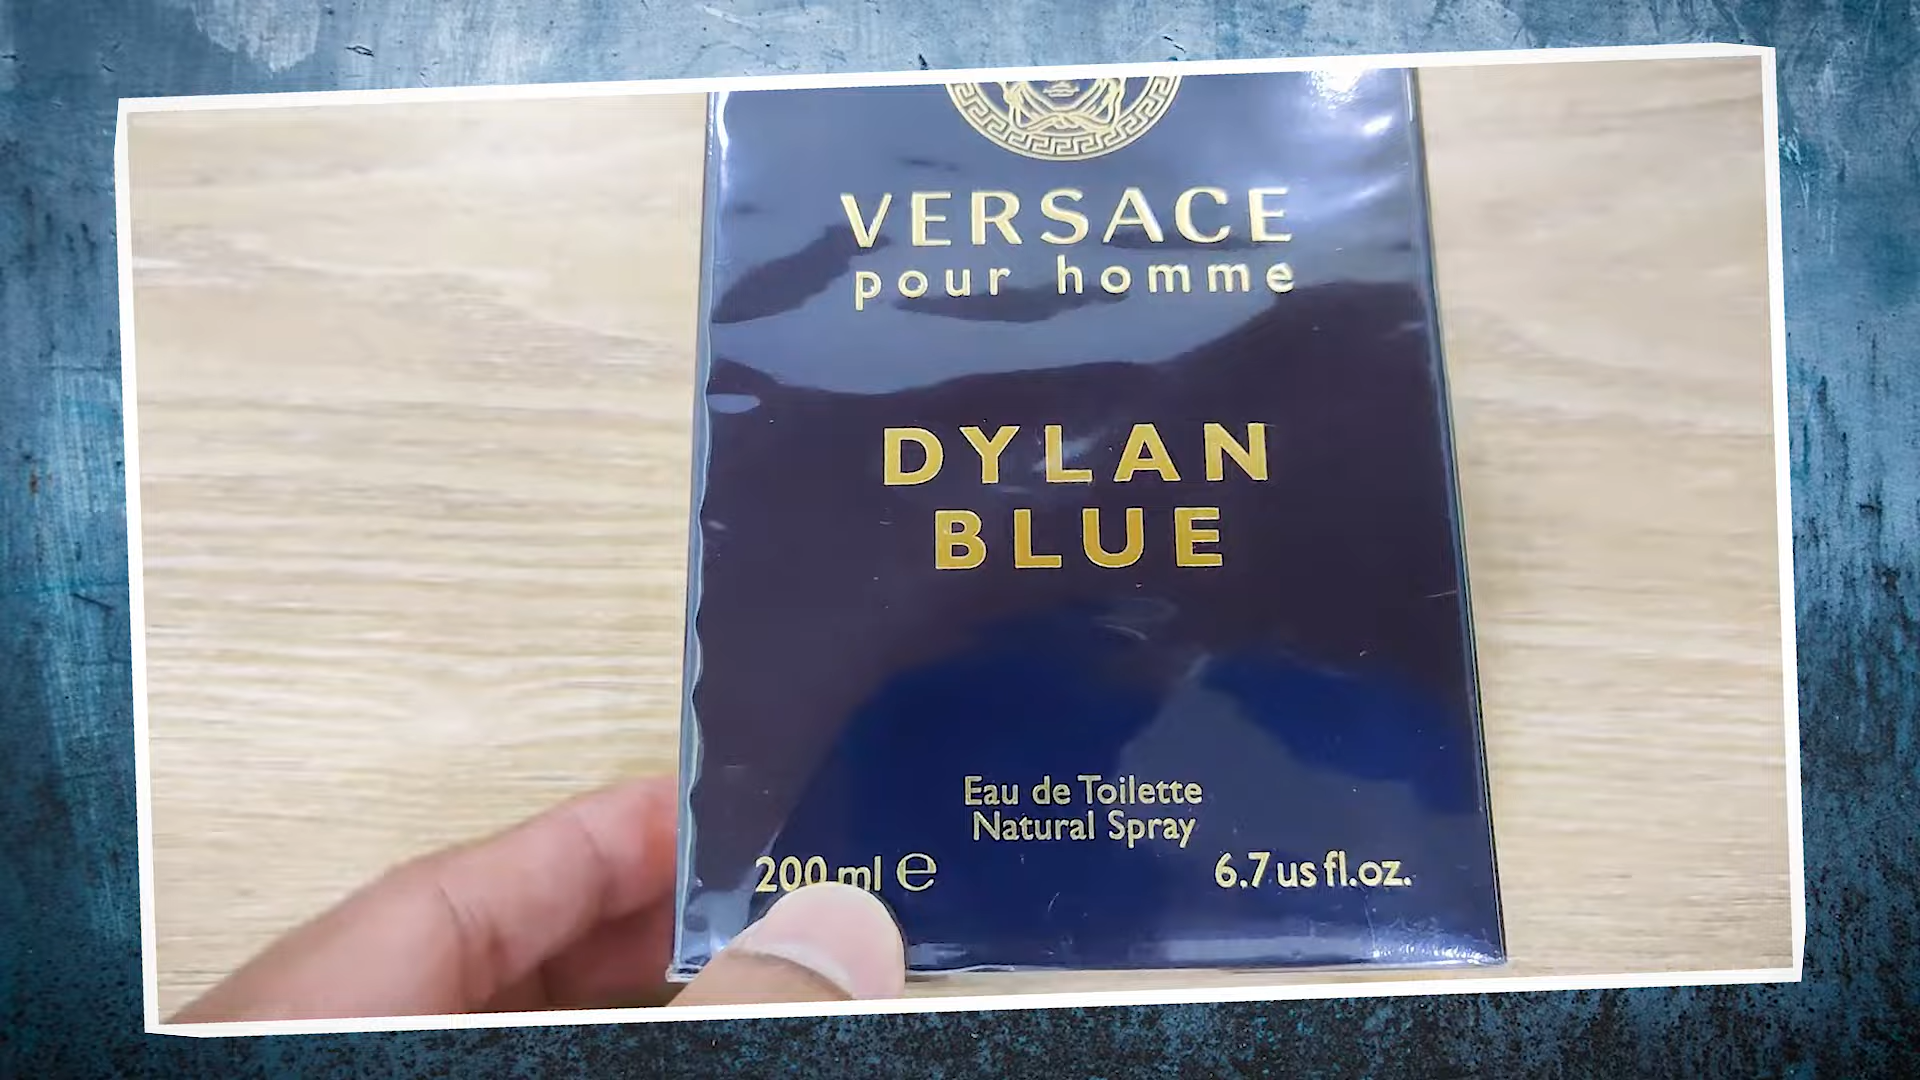 VERSACE
pour homme
DYLAN
BLUE
Eau de Toilette
Natural Spray
200 ml ℮
6.7 us fl.oz.